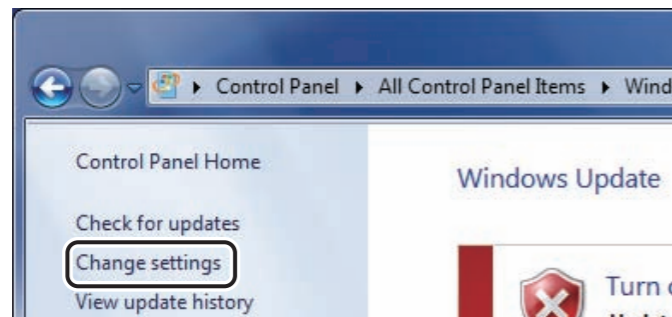 Control Panel All Control Panel Items
Control Panel Home
Windows Update
Check for updates
Change settings
Turn
View update history